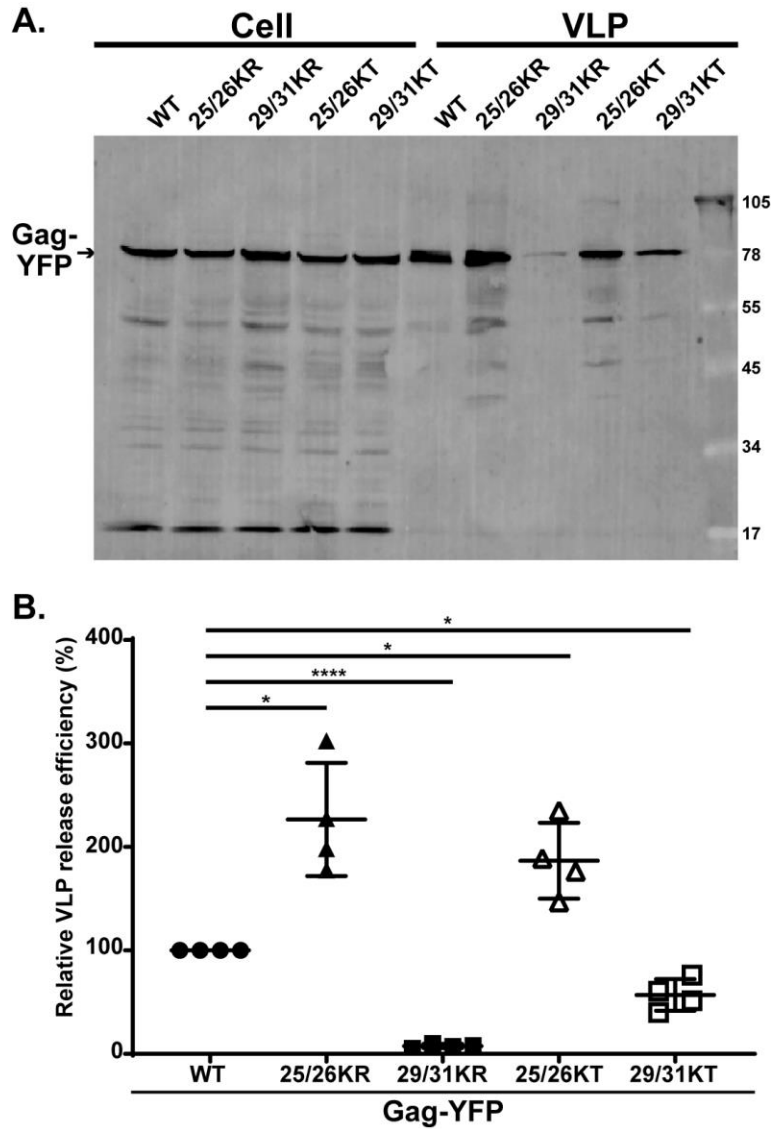 A.
Cell VLP
WT 25/26KR 29/31KR 25/26KT 29/31KT WT 25/26KR 29/31KR 25/26KT 29/31KT
105
Gag-
YFP
78
55
45
34
17
B.
Relative VLP release efficiency (%)
400
300
200
100
0
*
*
****
*
WT 25/26KR 29/31KR 25/26KT 29/31KT
Gag-YFP